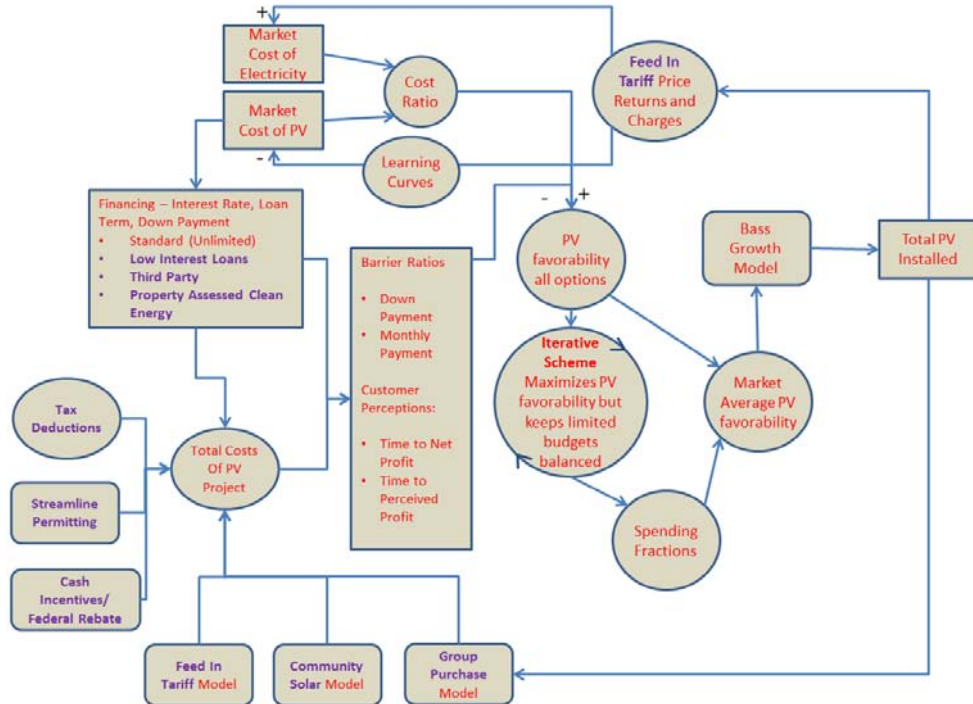 +
Market
Cost of
Electricity
Market
Cost of PV
-
Cost
Ratio
Learning
Curves
Feed In
Tariff Price
Returns and
Charges
Financing – Interest Rate, Loan
Term, Down Payment
• Standard (Unlimited)
• Low Interest Loans
• Third Party
• Property Assessed Clean
Energy
Barrier Ratios
• Down
Payment
• Monthly
Payment
Customer
Perceptions:
• Time to Net
Profit
• Time to
Perceived
Profit
- +
PV
favorability
all options
Bass
Growth
Model
Total PV
Installed
Iterative
Scheme
Maximizes PV
favorability but
keeps limited
budgets
balanced
Market
Average PV
favorability
Spending
Fractions
Tax
Deductions
Total Costs
Of PV
Project
Streamline
Permitting
Cash
Incentives/
Federal Rebate
Feed In
Tariff Model
Community
Solar Model
Group
Purchase
Model